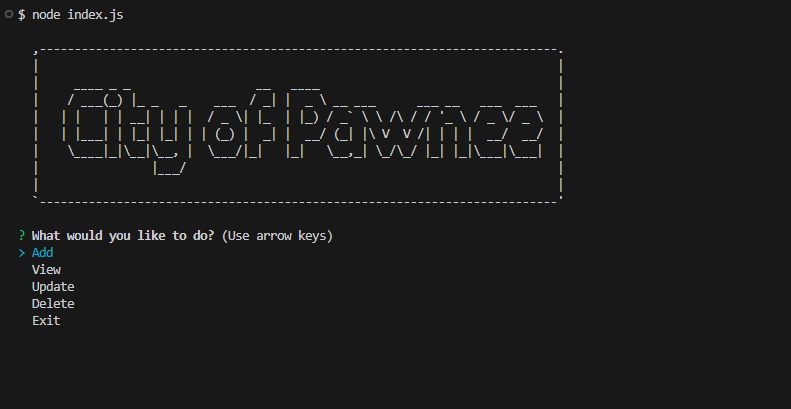 $ node index.js
City of Pawnee
? What would you like to do? (Use arrow keys)
> Add
View
Update
Delete
Exit